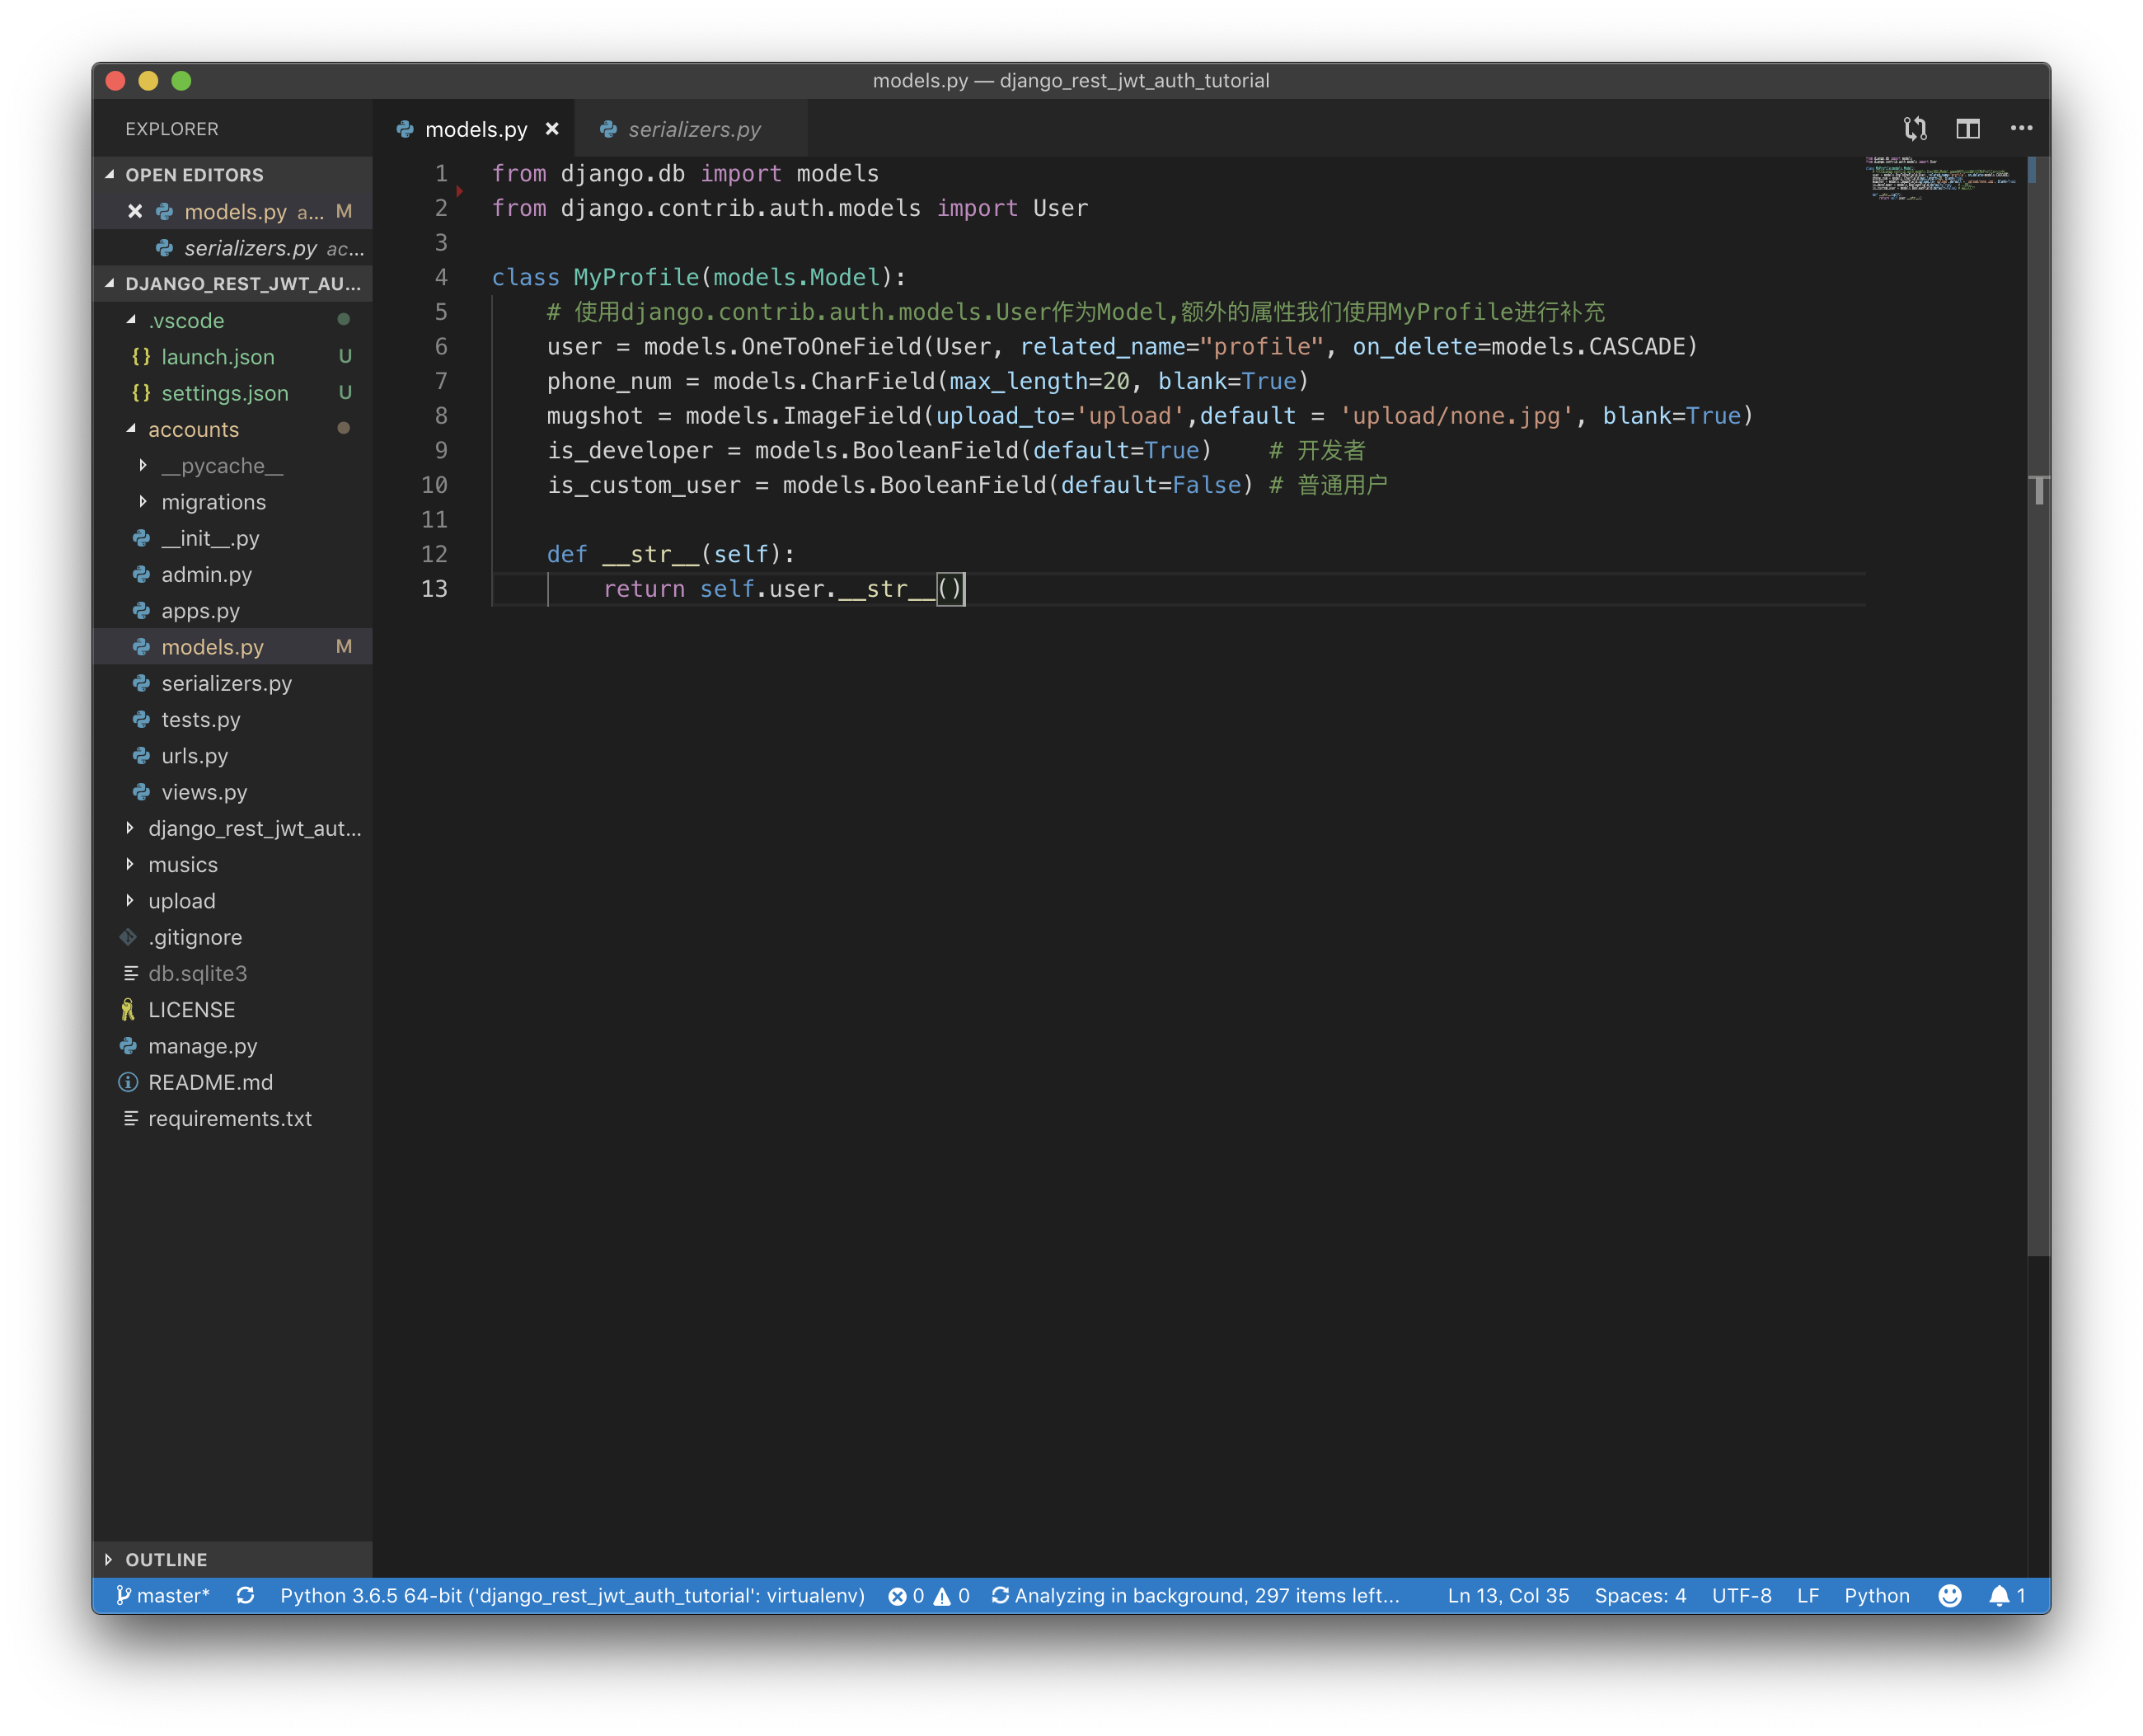 models.py — django_rest_jwt_auth_tutorial
EXPLORER
OPEN EDITORS
models.py a... M
serializers.py ac...
DJANGO_REST_JWT_AU...
.vscode
{} launch.json U
{} settings.json U
accounts
__pycache__
migrations
__init__.py
admin.py
apps.py
models.py M
serializers.py
tests.py
urls.py
views.py
django_rest_jwt_aut...
musics
upload
.gitignore
db.sqlite3
LICENSE
manage.py
README.md
requirements.txt
OUTLINE
models.py serializers.py
1 from django.db import models
2 from django.contrib.auth.models import User
3
4 class MyProfile(models.Model):
5     # 使用django.contrib.auth.models.User作为Model,额外的属性我们使用MyProfile进行补充
6     user = models.OneToOneField(User, related_name="profile", on_delete=models.CASCADE)
7     phone_num = models.CharField(max_length=20, blank=True)
8     mugshot = models.ImageField(upload_to='upload',default = 'upload/none.jpg', blank=True)
9     is_developer = models.BooleanField(default=True)    # 开发者
10     is_custom_user = models.BooleanField(default=False) # 普通用户
11
12     def __str__(self):
13         return self.user.__str__()
master* Python 3.6.5 64-bit ('django_rest_jwt_auth_tutorial': virtualenv) 0 0 Analyzing in background, 297 items left... Ln 13, Col 35 Spaces: 4 UTF-8 LF Python 1